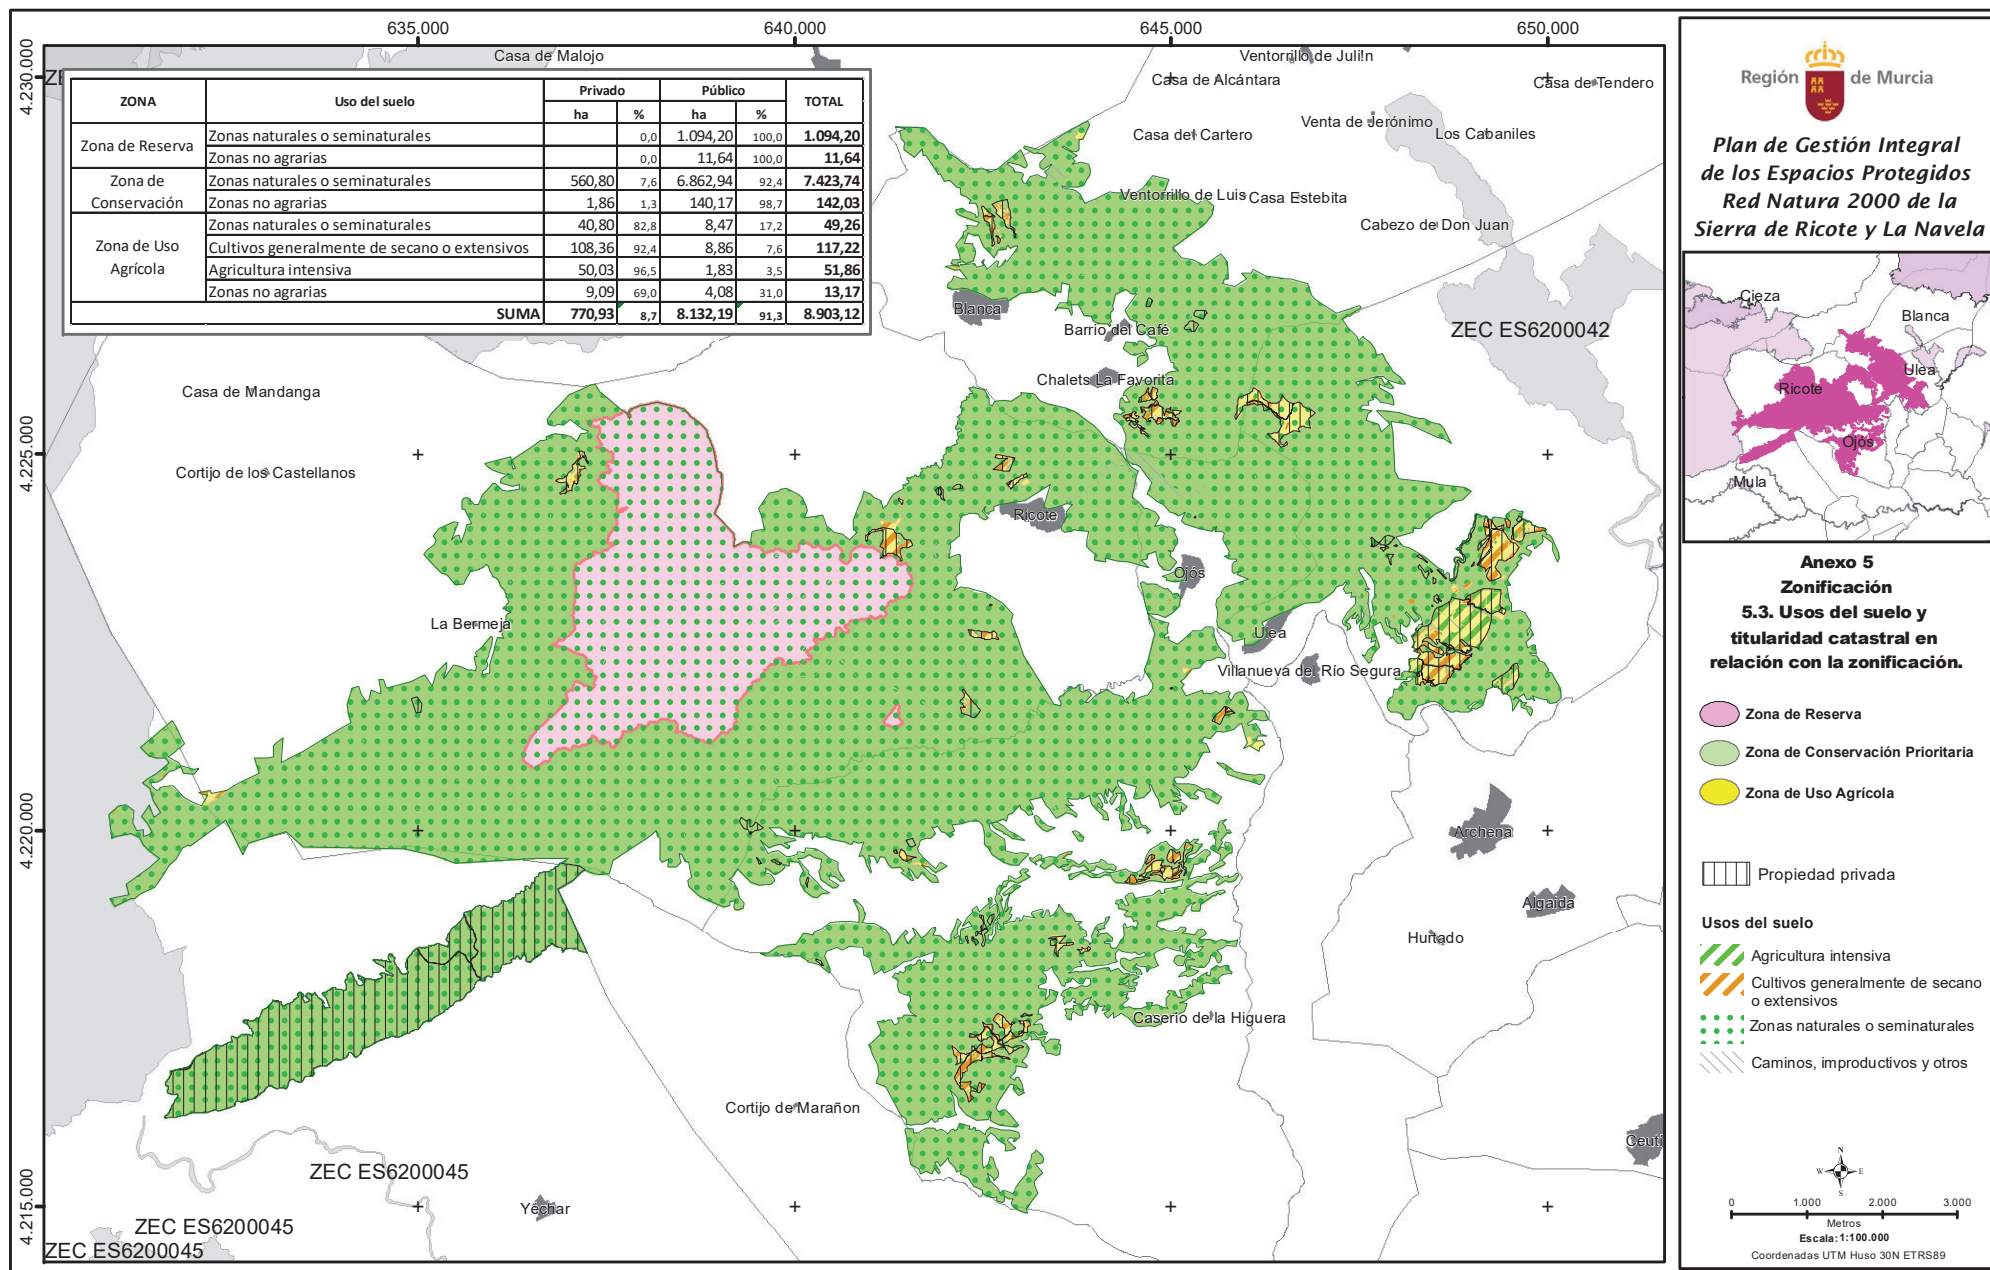 635.000 640.000 645.000 650.000
4.230.000
4.225.000
4.220.000
4.215.000
ZONA Uso del suelo Privado Público TOTAL
ha % ha %
Zona de Reserva Zonas naturales o seminaturales 0,0 1.094,20 100,0 1.094,20
Zonas no agrarias 0,0 11,64 100,0 11,64
Zona de Conservación Zonas naturales o seminaturales 560,80 7,6 6.862,94 92,4 7.423,74
Zonas no agrarias 1,86 1,3 140,17 98,7 142,03
Zona de Uso Agrícola Zonas naturales o seminaturales 40,80 82,8 8,47 17,2 49,26
Cultivos generalmente de secano o extensivos 108,36 92,4 8,86 7,6 117,22
Agricultura intensiva 50,03 96,5 1,83 3,5 51,86
Zonas no agrarias 9,09 69,0 4,08 31,0 13,17
SUMA 770,93 8,7 8.132,19 91,3 8.903,12
Casa de Malojo
Ventorrillo de Juli!n
Casa de Alcántara
Casa de Tendero
Casa de Cartero
Venta de Jerónimo
Los Cabaniles
Ventorrillo de Luis
Casa Estebita
Cabezo de Don Juan
Blanca
Barrio del Café
ZEC ES6200042
Chalets La Favorita
Casa de Mandanga
Cortijo de los Castellanos
Ricote
Ojós
La Bermeja
Ulea
Villanueva del Río Segura
Archena
Algaida
Hurtado
Caserio de la Higuera
Cortijo de Marañon
Ceutí
ZEC ES6200045
Yéchar
ZEC ES6200045
ZEC ES6200045
Región de Murcia
Plan de Gestión Integral
de los Espacios Protegidos
Red Natura 2000 de la
Sierra de Ricote y La Navela
Cieza
Blanca
Ulea
Ricote
Ojós
Mula
Anexo 5
Zonificación
5.3. Usos del suelo y
titularidad catastral en
relación con la zonificación.
Zona de Reserva
Zona de Conservación Prioritaria
Zona de Uso Agrícola
Propiedad privada
Usos del suelo
Agricultura intensiva
Cultivos generalmente de secano
o extensivos
Zonas naturales o seminaturales
Caminos, improductivos y otros
N
W E
S
0 1.000 2.000 3.000
Metros
Escala: 1:100.000
Coordenadas UTM Huso 30N ETRS89